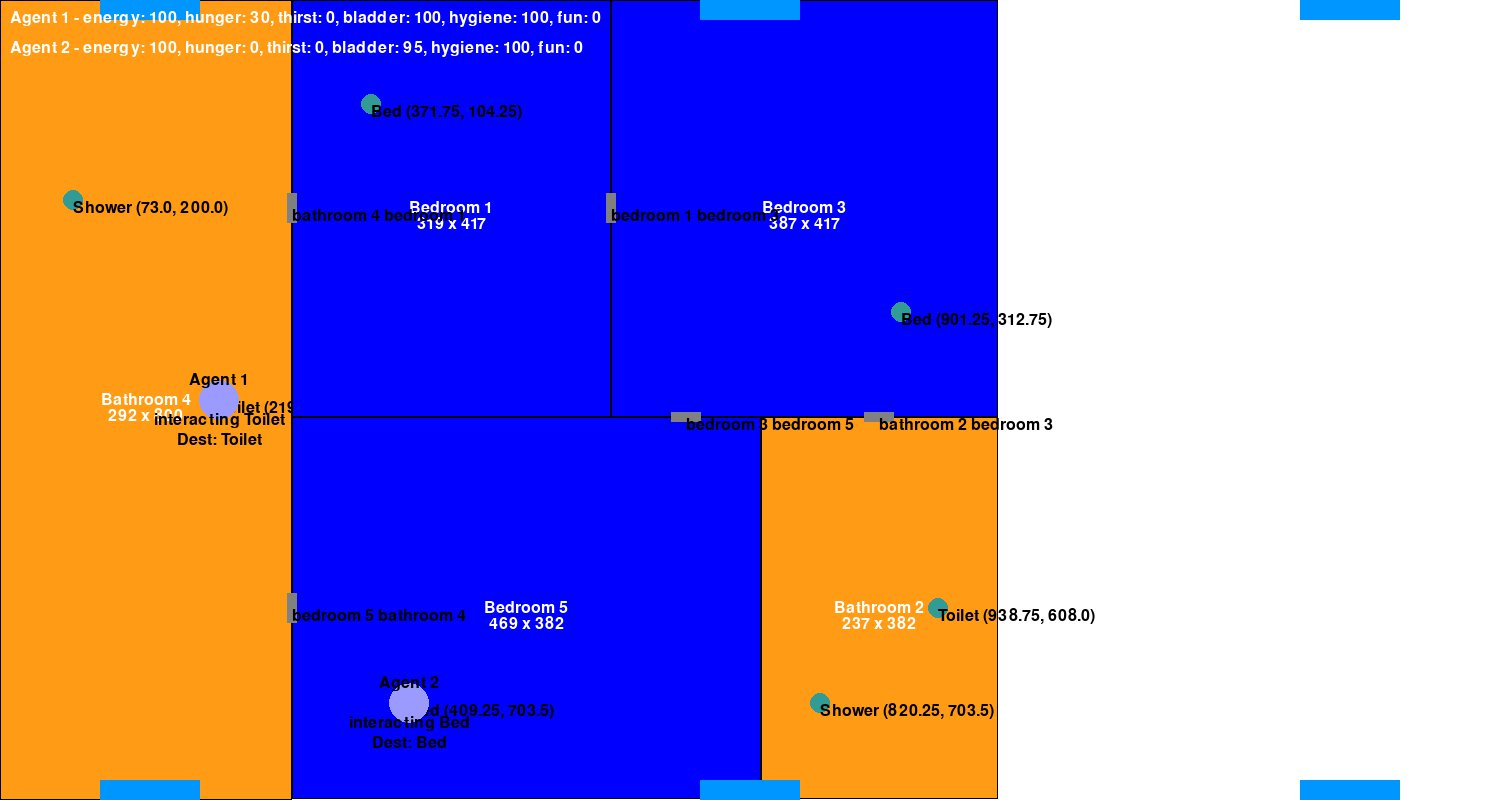 Agent 1 - energy: 100, hunger: 30, thirst: 0, bladder: 100, hygiene: 100, fun: 0
Agent 2 - energy: 100, hunger: 0, thirst: 0, bladder: 95, hygiene: 100, fun: 0
Bed (371.75, 104.25)
Shower (73.0, 200.0)
bathroom 4 bedroom 1
Bedroom 1
319 x 417
bedroom 1 bedroom
Bedroom 3
387 x 417
Bed (901.25, 312.75)
Agent 1
Bathroom 4
292 x 800
ilet (219
interacting Toilet
Dest: Toilet
bedroom 3 bedroom 5
bathroom 2 bedroom 3
bedroom 5 bathroom 4
Bedroom 5
469 x 382
Bathroom 2
237 x 382
Toilet (938.75, 608.0)
Agent 2
d (409.25, 703.5)
interacting Bed
Dest: Bed
Shower (820.25, 703.5)